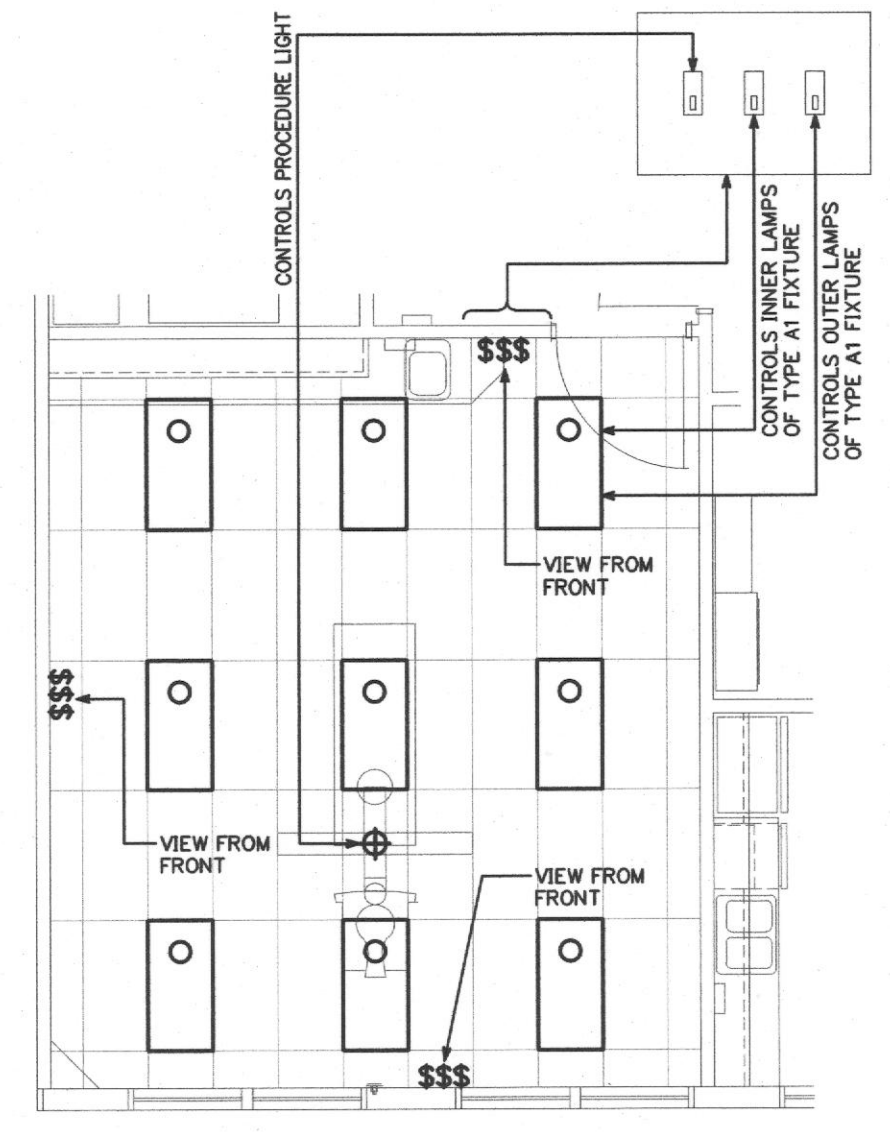 CONTROLS PROCEDURE LIGHT
CONTROLS INNER LAMPS
OF TYPE A1 FIXTURE
CONTROLS OUTER LAMPS
OF TYPE A1 FIXTURE
$$$
VIEW FROM
FRONT
$$$
VIEW FROM
FRONT
VIEW FROM
FRONT
$$$